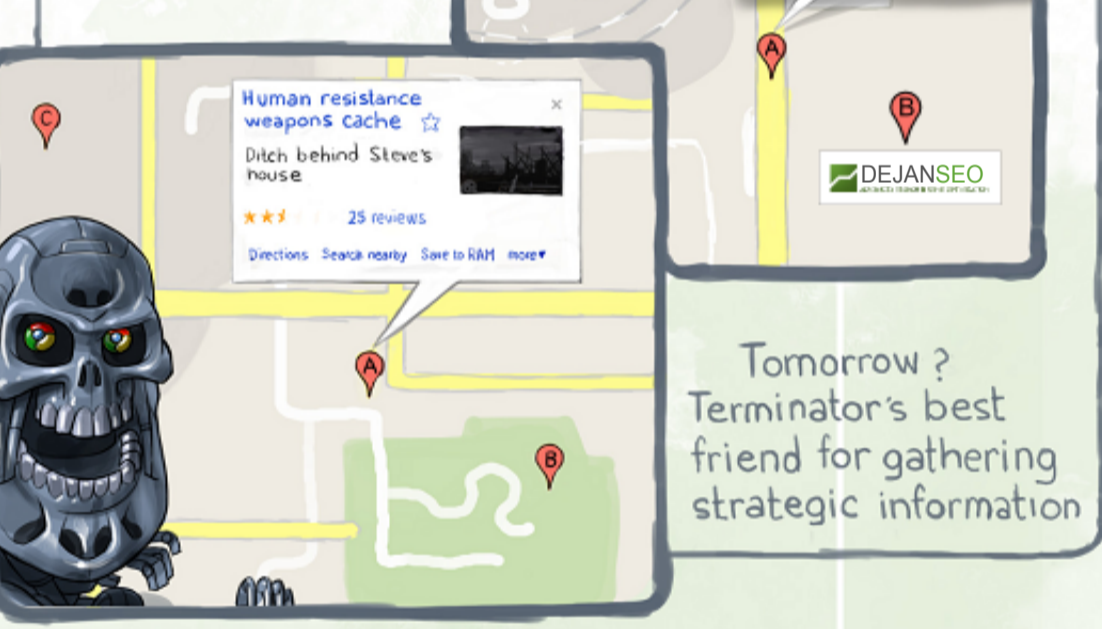 A
B
DEJANSEO
C
Human resistance
weapons cache
Ditch behind Steve's
house
25 reviews
Directions Search nearby Save to RAM more
A
B
Tomorrow ?
Terminator's best
friend for gathering
strategic information